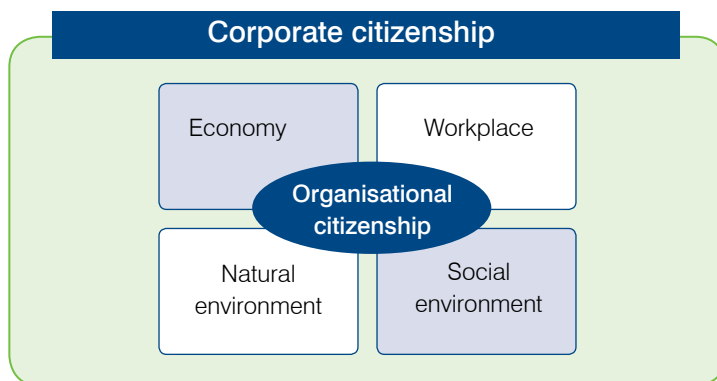 Corporate citizenship
Economy
Workplace
Organisational
citizenship
Natural
environment
Social
environment